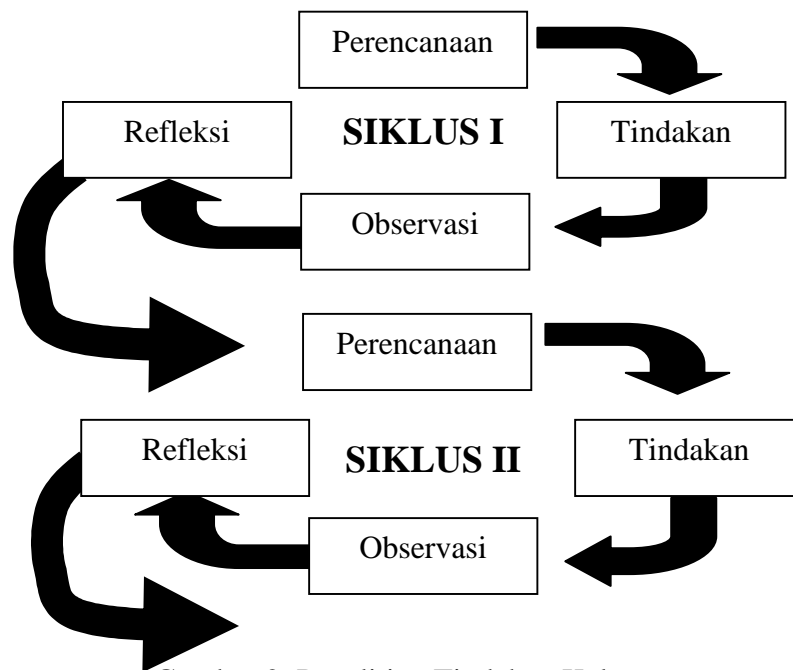 Perencanaan
Refleksi
SIKLUS I
Tindakan
Observasi
Perencanaan
Refleksi
SIKLUS II
Tindakan
Observasi